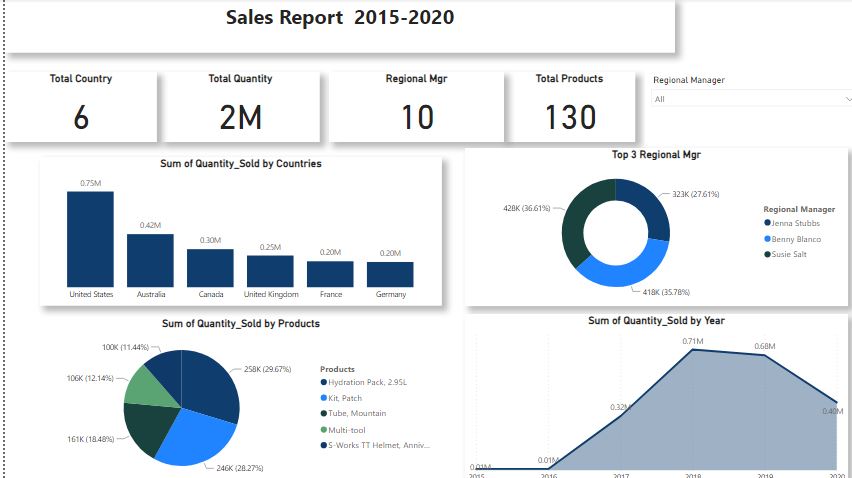 Sales Report 2015-2020
Total Country
6
Total Quantity
2M
Regional Mgr
10
Total Products
130
Regional Manager
All
Sum of Quantity_Sold by Countries
0.75M
0.42M
0.30M
0.25M
0.20M
0.20M
United States
Australia
Canada
United Kingdom
France
Germany
Top 3 Regional Mgr
323K (27.61%)
428K (36.61%)
418K (35.78%)
Regional Manager
Jenna Stubbs
Benny Blanco
Susie Salt
Sum of Quantity_Sold by Products
100K (11.44%)
258K (29.67%)
106K (12.14%)
161K (18.48%)
246K (28.27%)
Products
Hydration Pack, 2.95L
Kit, Patch
Tube, Mountain
Multi-tool
S-Works TT Helmet, Anniv...
Sum of Quantity_Sold by Year
0.71M
0.68M
0.32M
0.40M
0.01M
0.01M
2015
2016
2017
2018
2019
2020